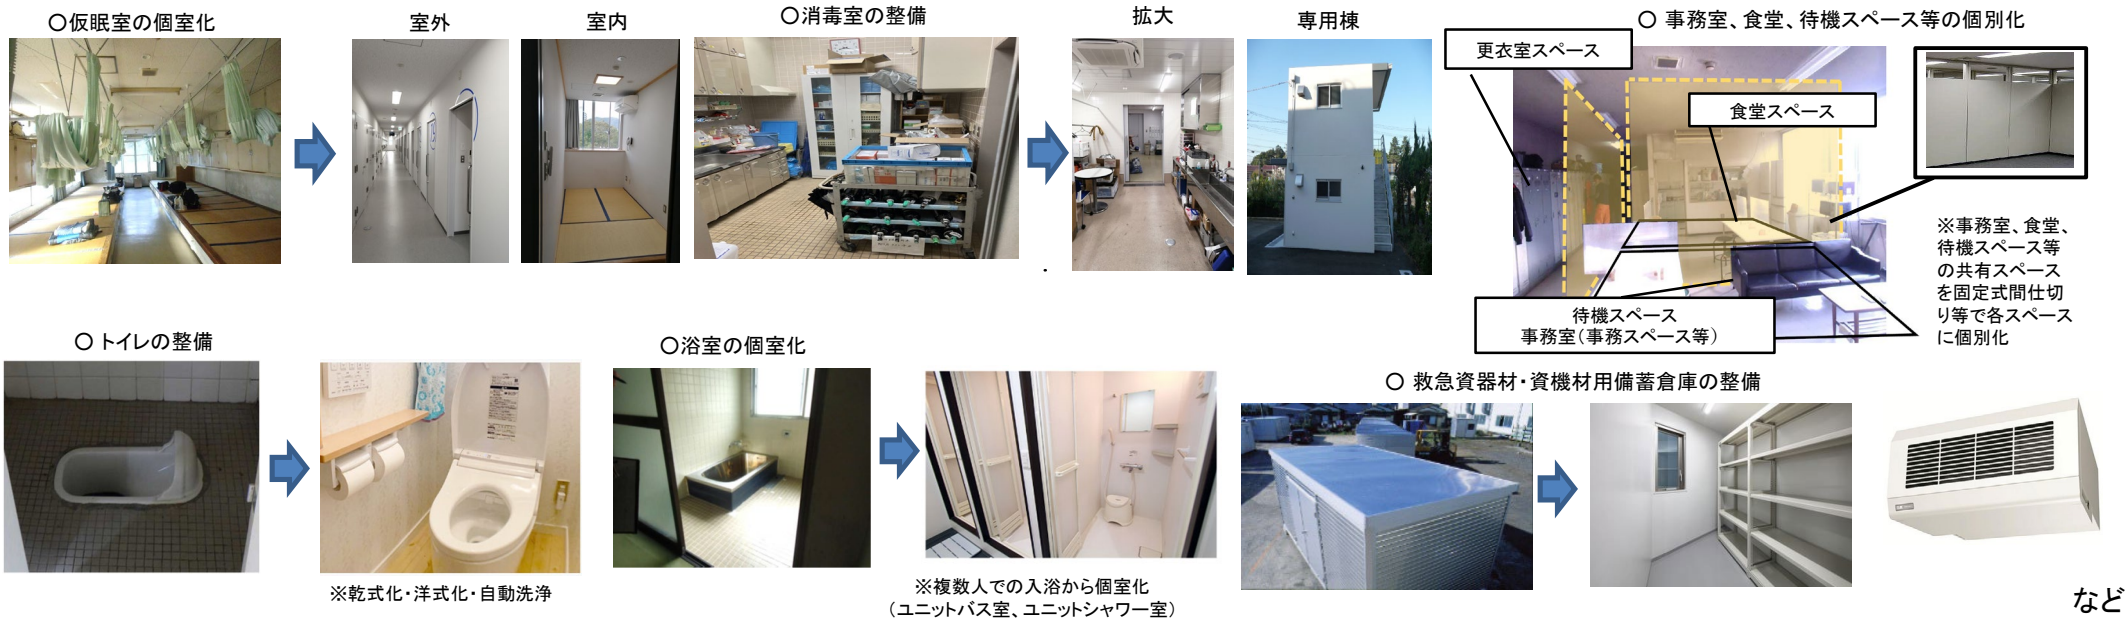 〇仮眠室の個室化
室外
室内
〇消毒室の整備
拡大
専用棟
〇 事務室、食堂、待機スペース等の個別化
更衣室スペース
食堂スペース
待機スペース
事務室（事務スペース等）
※事務室、食堂、
待機スペース等
の共有スペース
を固定式間仕切
り等で各スペース
に個別化
〇 トイレの整備
※乾式化・洋式化・自動洗浄
〇浴室の個室化
※複数人での入浴から個室化
（ユニットバス室、ユニットシャワー室）
〇 救急資器材・資機材用備蓄倉庫の整備
など